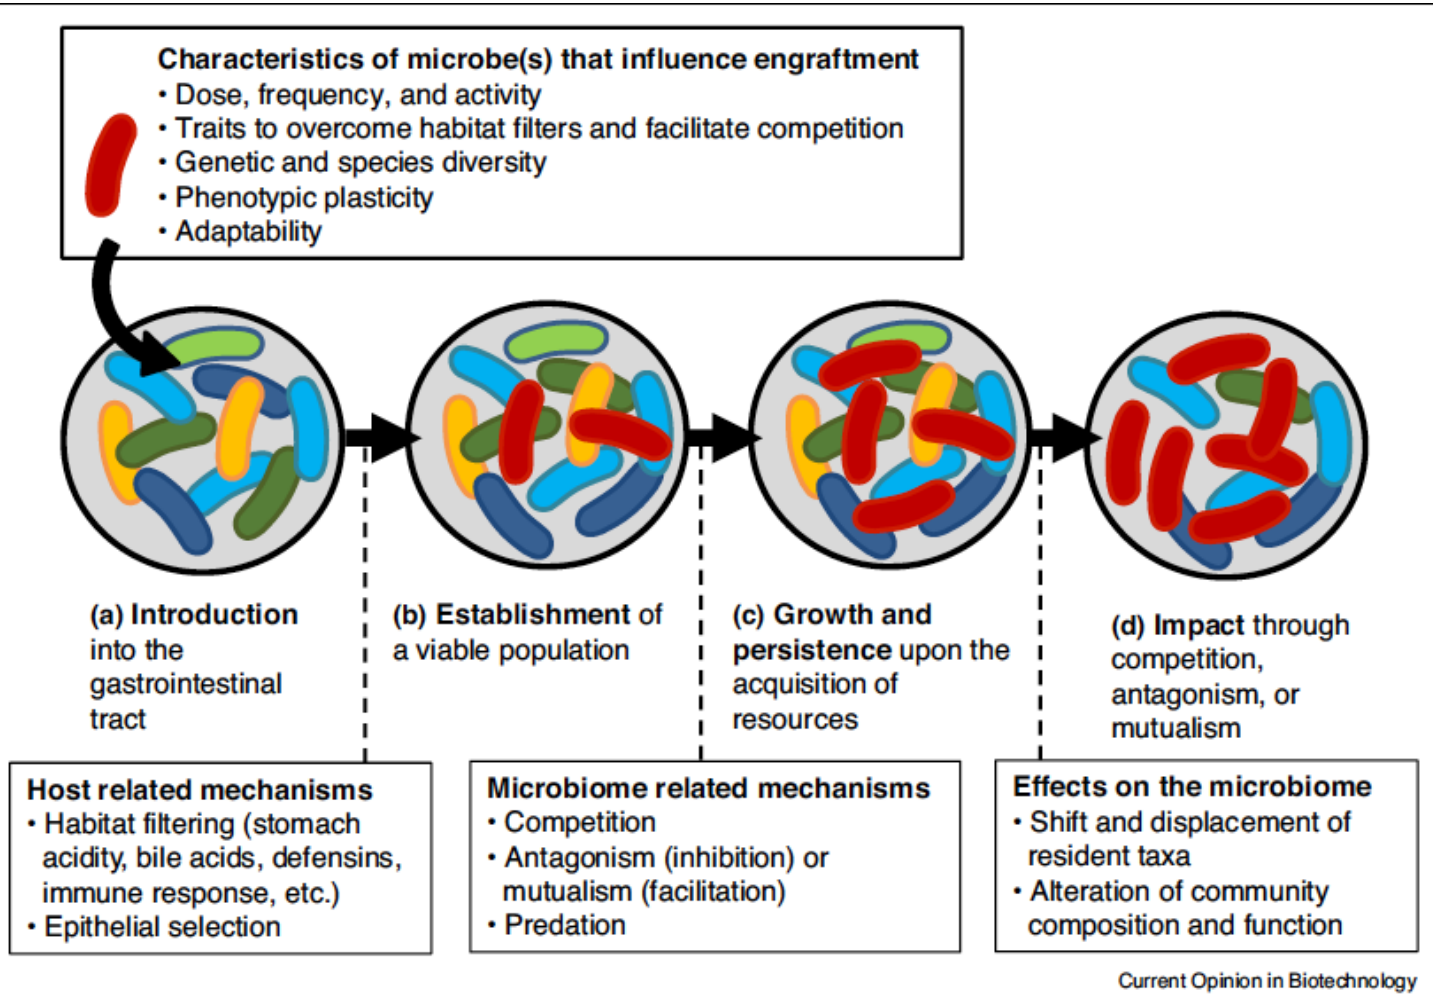 Characteristics of microbe(s) that influence engraftment
• Dose, frequency, and activity
• Traits to overcome habitat filters and facilitate competition
• Genetic and species diversity
• Phenotypic plasticity
• Adaptability
(a) Introduction
into the
gastrointestinal
tract
(b) Establishment of
a viable population
(c) Growth and
persistence upon the
acquisition of
resources
(d) Impact through
competition,
antagonism, or
mutualism
Host related mechanisms
• Habitat filtering (stomach
acidity, bile acids, defensins,
immune response, etc.)
• Epithelial selection
Microbiome related mechanisms
• Competition
• Antagonism (inhibition) or
mutualism (facilitation)
• Predation
Effects on the microbiome
• Shift and displacement of
resident taxa
• Alteration of community
composition and function
Current Opinion in Biotechnology